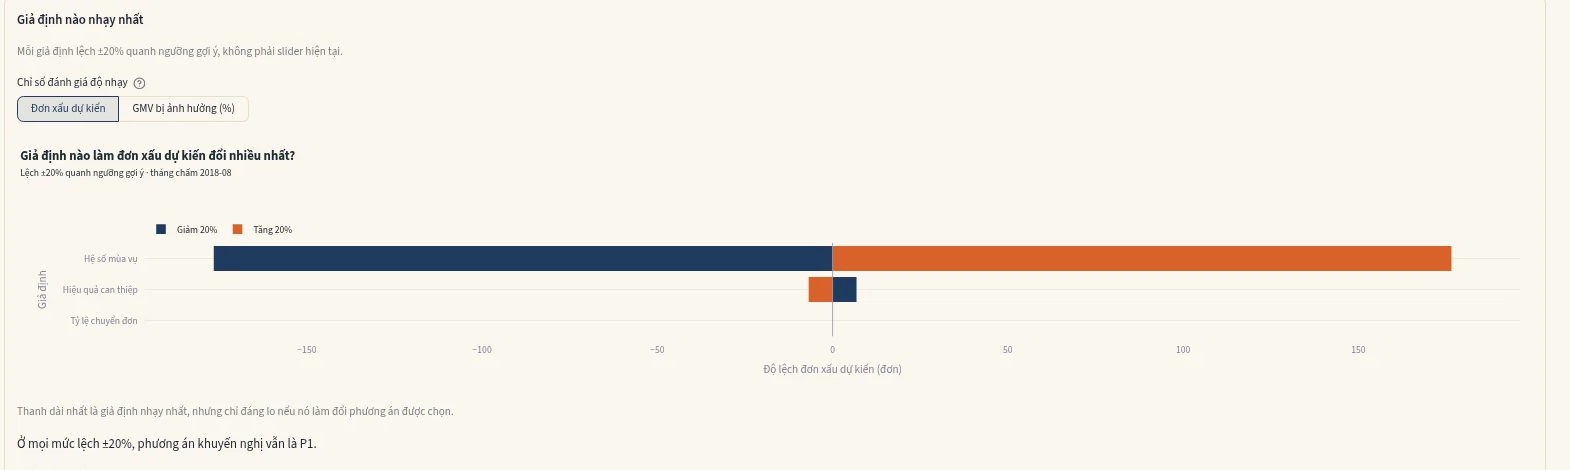 Giả định nào nhạy nhất
Mỗi giả định lệch ±20% quanh ngưỡng gợi ý, không phải slider hiện tại.
Chỉ số đánh giá độ nhạy ?
Đơn xấu dự kiến GMV bị ảnh hưởng (%)
Giả định nào làm đơn xấu dự kiến đổi nhiều nhất?
Lệch ±20% quanh ngưỡng gợi ý · tháng chấm 2018-08
Giảm 20% Tăng 20%
Giả định
Hệ số mùa vụ
Hiệu quả can thiệp
Tỷ lệ chuyển đơn
−150 −100 −50 0 50 100 150
Độ lệch đơn xấu dự kiến (đơn)
Thanh dài nhất là giả định nhạy nhất, nhưng chỉ đáng lo nếu nó làm đổi phương án được chọn.
Ở mọi mức lệch ±20%, phương án khuyến nghị vẫn là P1.